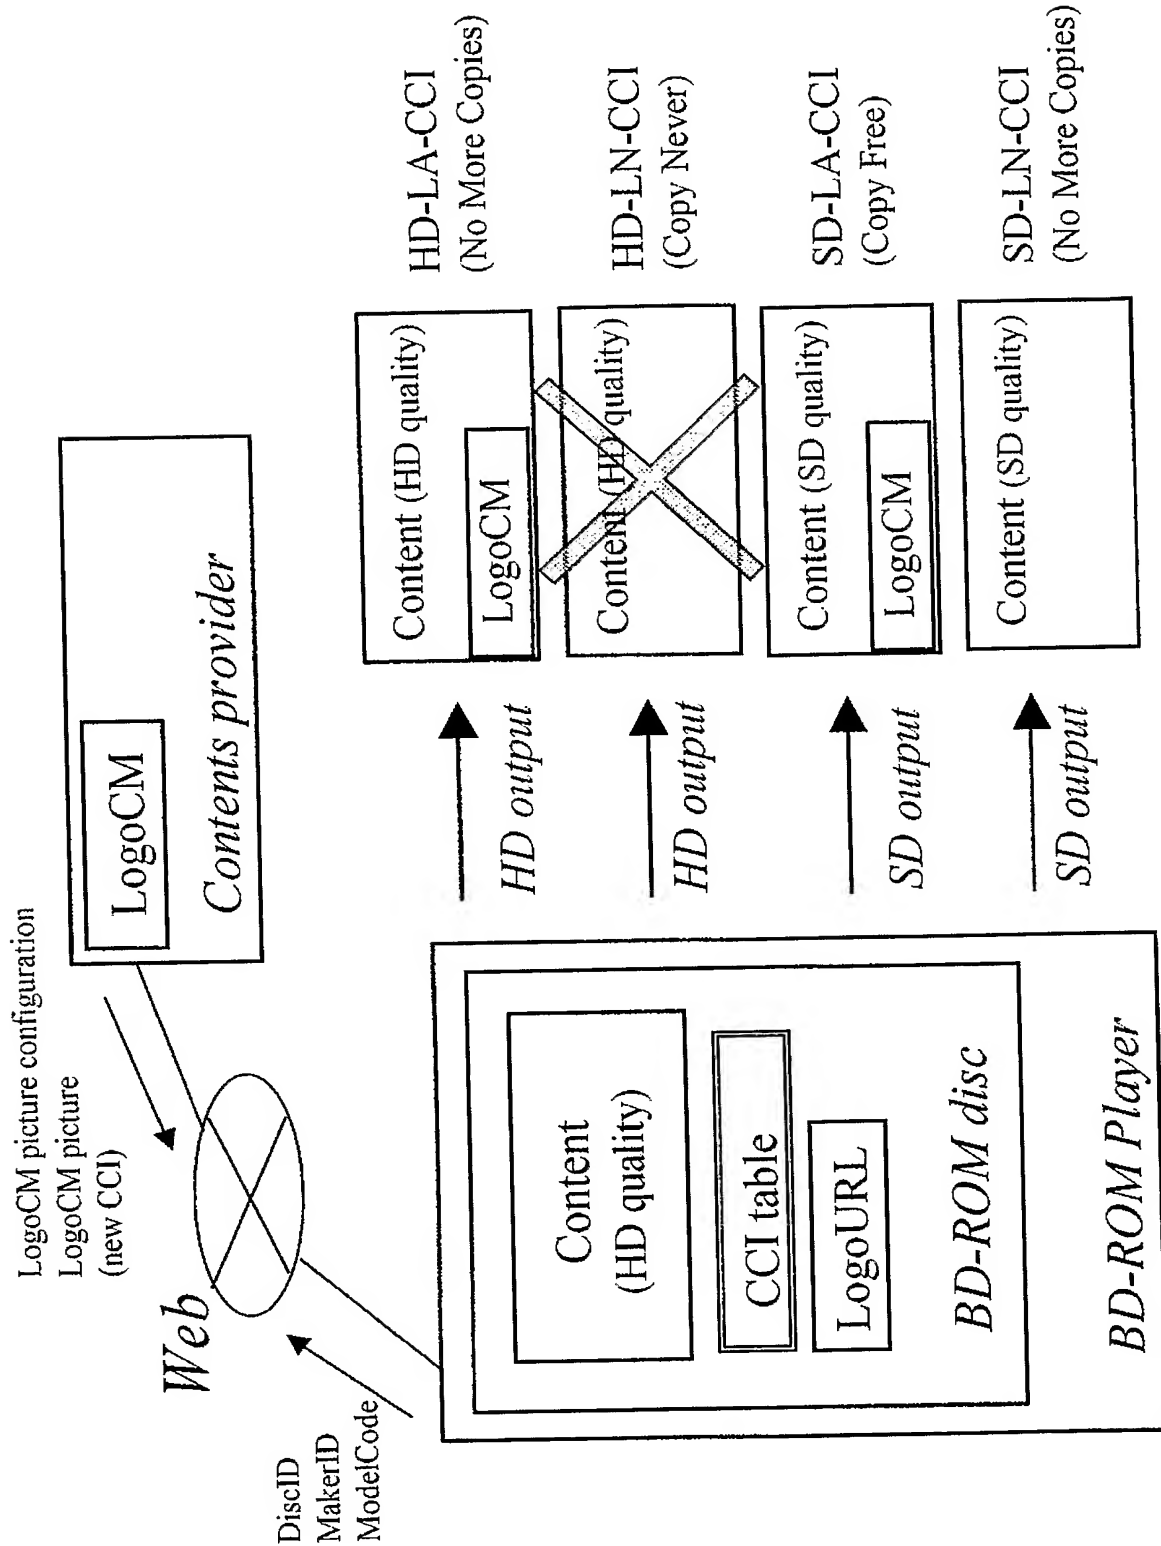 LogoCM picture configuration
LogoCM picture
(new CCI)
LogoCM
Contents provider
Web
DiscID
MakerID
ModelCode
Content
(HD quality)
CCI table
LogoURL
BD-ROM disc
BD-ROM Player
HD output
Content (HD quality)
LogoCM
HD-LA-CCI
(No More Copies)
HD output
Content (HD quality)
HD-LN-CCI
(Copy Never)
SD output
Content (SD quality)
LogoCM
SD-LA-CCI
(Copy Free)
SD output
Content (SD quality)
SD-LN-CCI
(No More Copies)